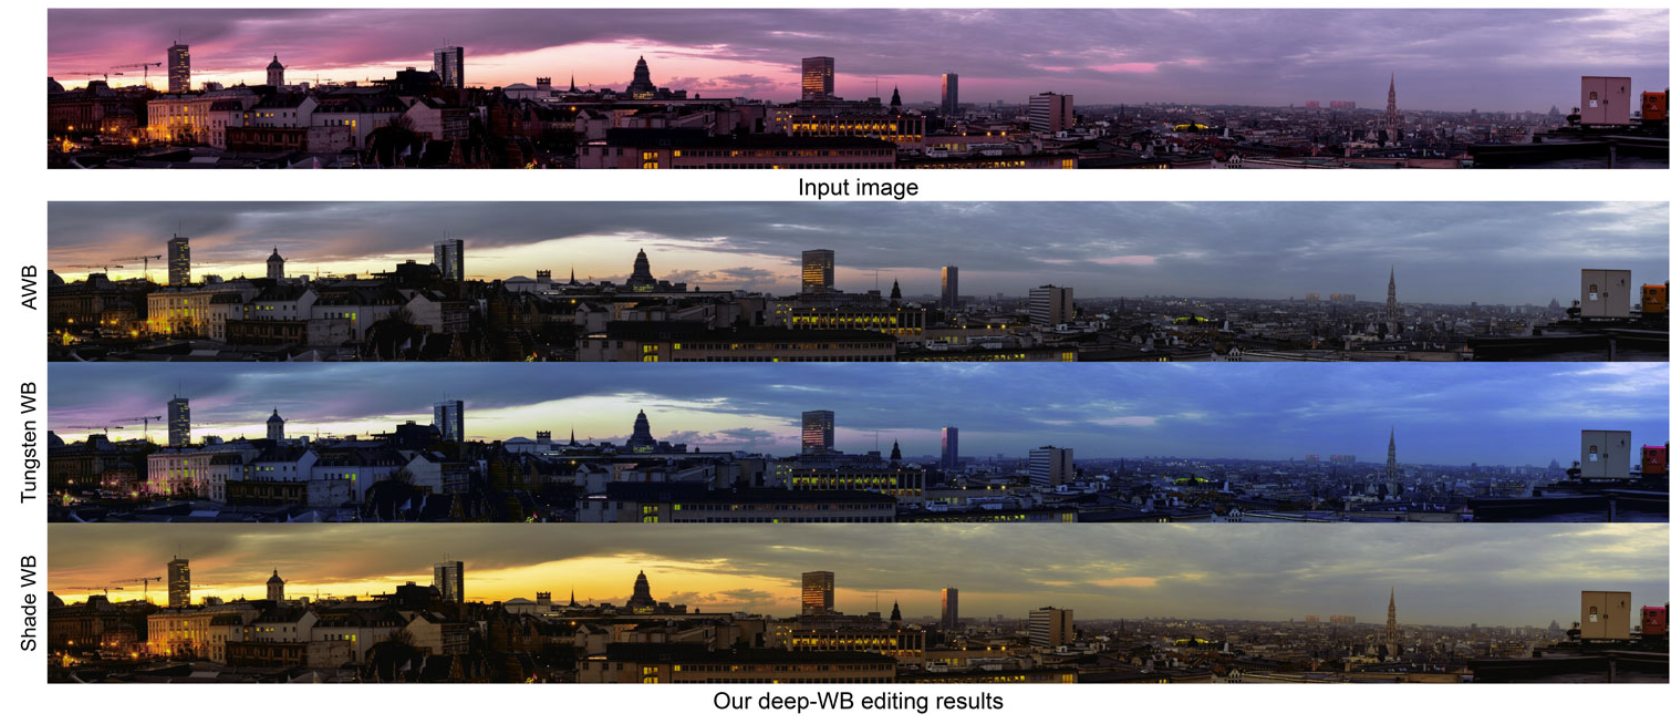 Input image
AWB
Tungsten WB
Shade WB
Our deep-WB editing results